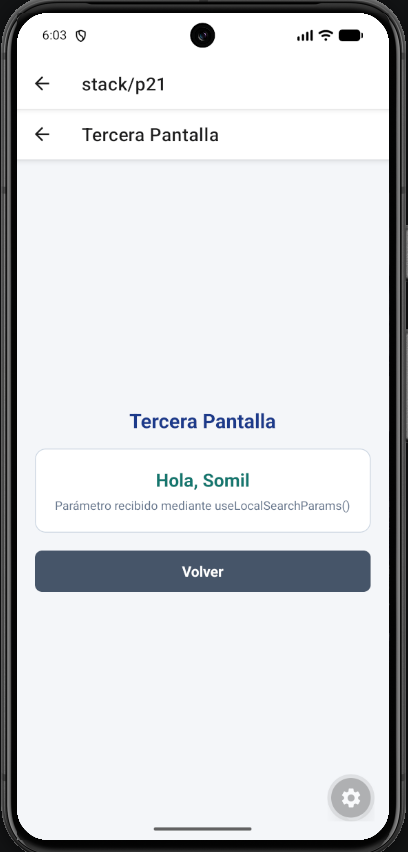 6:03
stack/p21
Tercera Pantalla
Tercera Pantalla
Hola, Somil
Parámetro recibido mediante useLocalSearchParams()
Volver